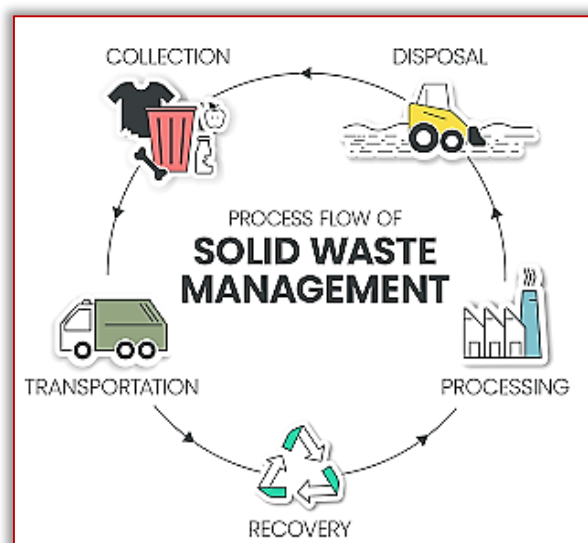 COLLECTION
DISPOSAL
PROCESS FLOW OF
SOLID WASTE
MANAGEMENT
TRANSPORTATION
PROCESSING
RECOVERY